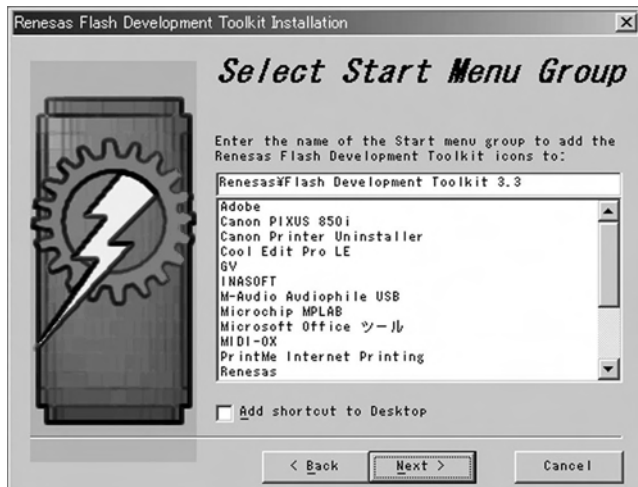 Renesas Flash Development Toolkit Installation
Select Start Menu Group
Enter the name of the Start menu group to add the
Renesas Flash Development Toolkit icons to:
Renesas¥Flash Development Toolkit 3.3
Adobe
Canon PIXUS 850i
Canon Printer Uninstaller
Cool Edit Pro LE
GV
INASOFT
M-Audio Audiophile USB
Microchip MPLAB
Microsoft Office ツール
MIDI-OX
PrintMe Internet Printing
Renesas
Add shortcut to Desktop
< Back
Next >
Cancel